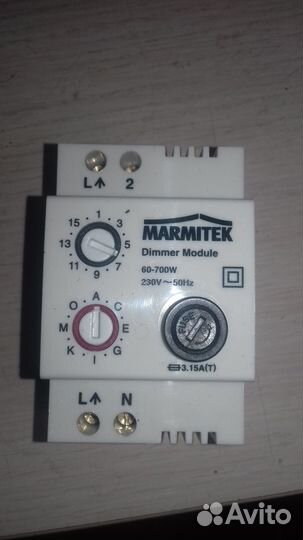 L↑ 2
1
15 3
13 5
11 7
9
MARMITEK
Dimmer Module
60-700W
230V~50Hz
A
O C
M E
K G
I
3.15A(T)
L↑ N
Avito